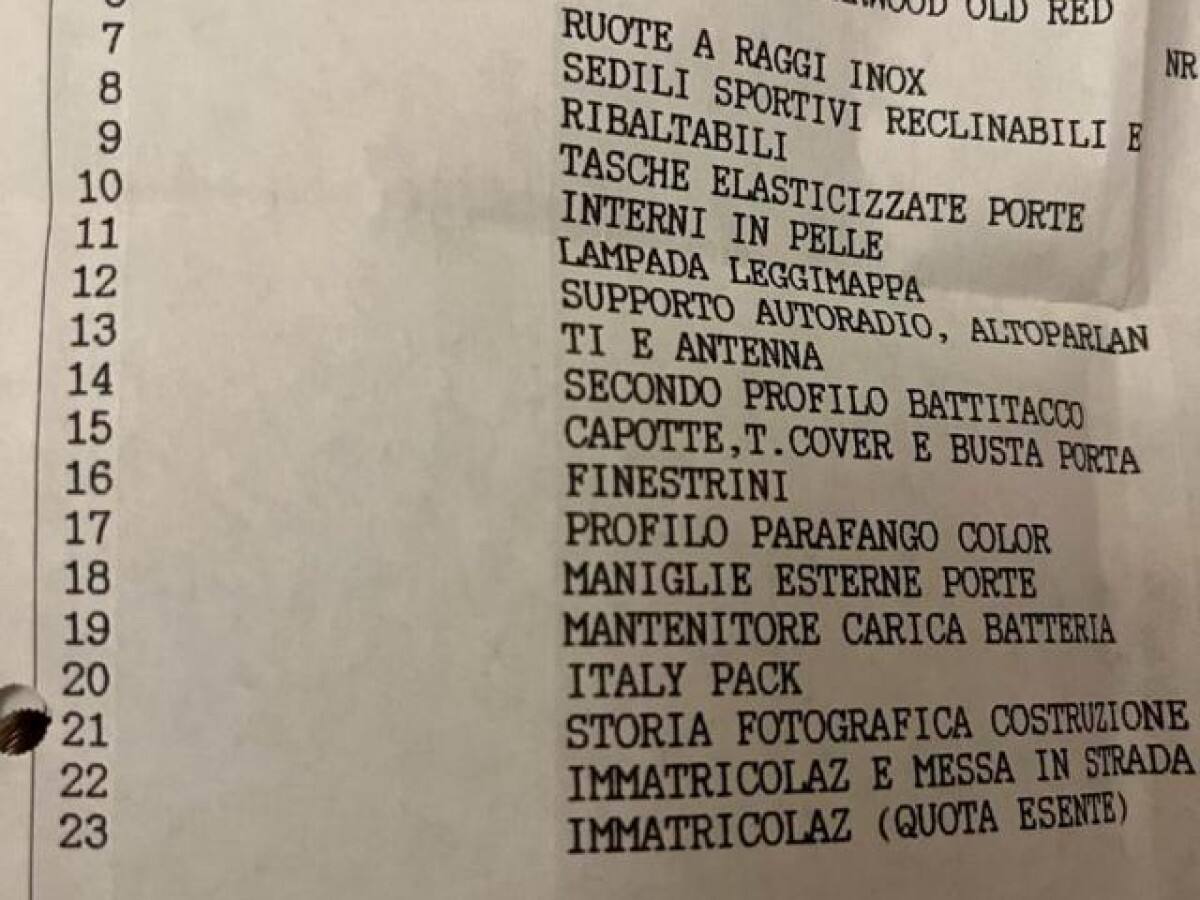 OLD RED
RUOTE A RAGGI INOX NR
7 SEDILI SPORTIVI RECLINABILI E
8 RIBALTABILI
9 TASCHE ELASTICIZZATE PORTE
10 INTERNI IN PELLE
11 LAMPADA LEGGIMAPPA
12 SUPPORTO AUTORADIO, ALTOPARLAN
13 TI E ANTENNA
14 SECONDO PROFILO BATTITACCO
15 CAPOTTE,T.COVER E BUSTA PORTA
16 FINESTRINI
17 PROFILO PARAFANGO COLOR
18 MANIGLIE ESTERNE PORTE
19 MANTENITORE CARICA BATTERIA
20 ITALY PACK
21 STORIA FOTOGRAFICA COSTRUZIONE
22 IMMATRICOLAZ E MESSA IN STRADA
23 IMMATRICOLAZ (QUOTA ESENTE)